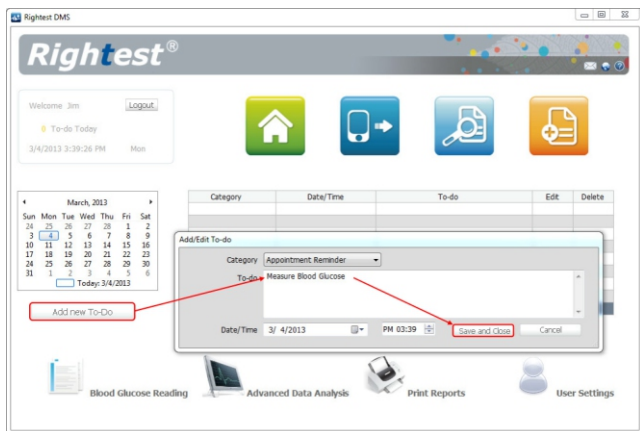 Rightest DMS
Rightest®
Welcome Jim Logout
0 To-do Today
3/4/2013 3:39:26 PM Mon
March, 2013
Sun Mon Tue Wed Thu Fri Sat
24 25 26 27 28 1 2
3 4 5 6 7 8 9
10 11 12 13 14 15 16
17 18 19 20 21 22 23
24 25 26 27 28 29 30
31 1 2 3 4 5 6
Today: 3/4/2013
Add new To-Do
Category Date/Time To-do Edit Delete
Add/Edit To-do
Category Appointment Reminder
To-do Measure Blood Glucose
Date/Time 3/ 4/2013 PM 03:39 Save and Close Cancel
Blood Glucose Reading Advanced Data Analysis Print Reports User Settings